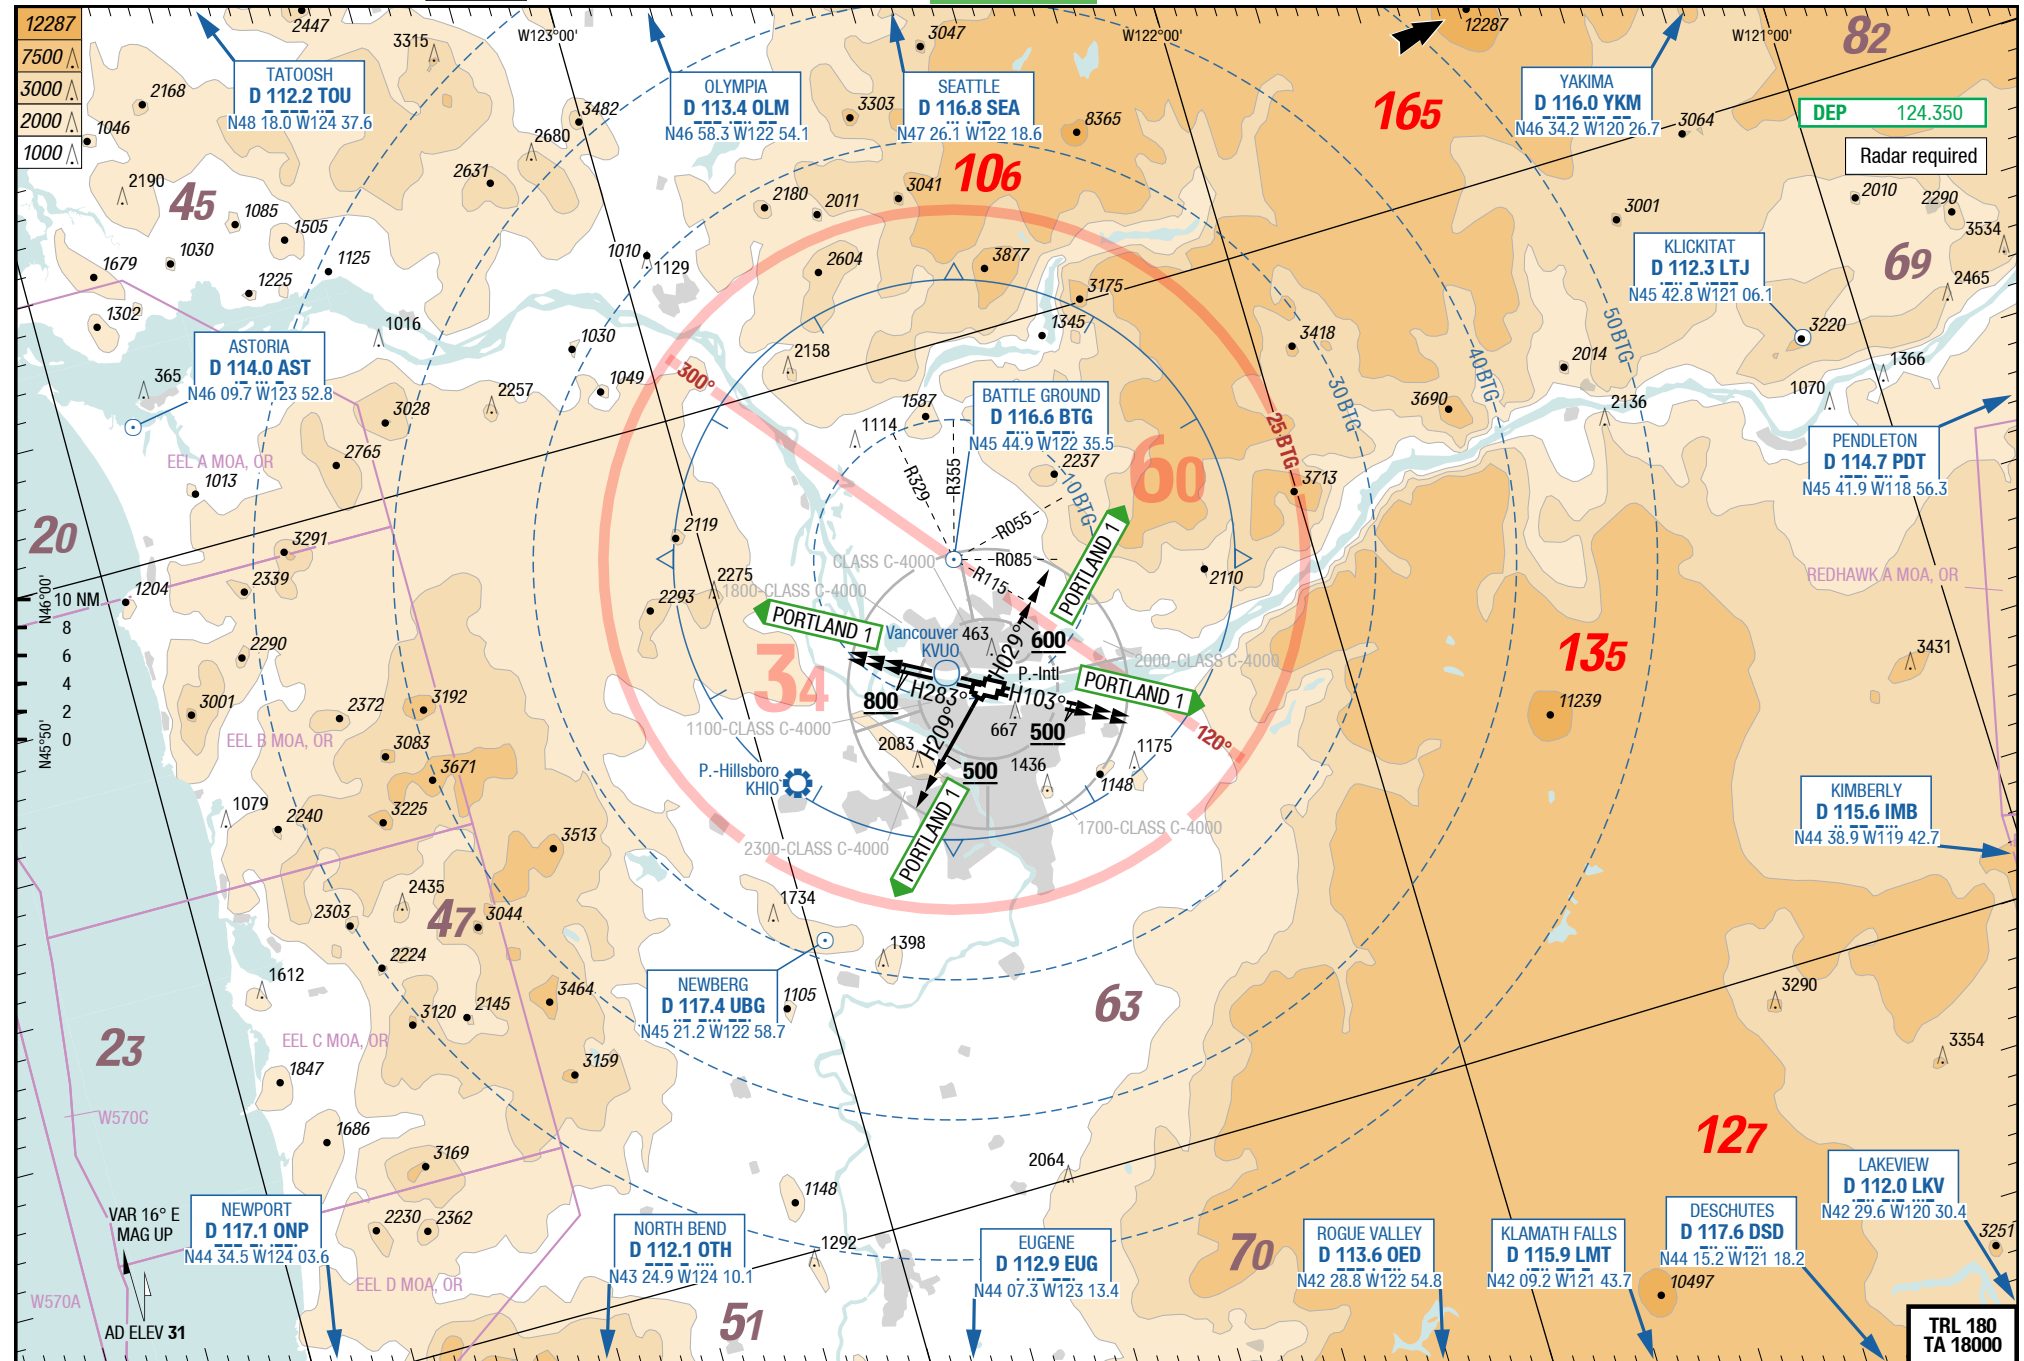 12287
7500
3000
2000
1000
2447
3315
W123°00'
3047
W122°00'
12287
W121°00'
82
TATOOSH
D 112.2 TOU
N48 18.0 W124 37.6
OLYMPIA
D 113.4 OLM
N46 58.3 W122 54.1
SEATTLE
D 116.8 SEA
N47 26.1 W122 18.6
YAKIMA
D 116.0 YKM
N46 34.2 W120 26.7
DEP 124.350
Radar required
2168
1046
3482
2680
3303
8365
165
3064
2190
45
2631
106
3041
2180
2011
1085
1505
1030
1679
1225
1125
1010
1129
2604
3877
3175
3001
2010
2290
3534
69
2465
KLICKITAT
D 112.3 LTJ
N45 42.8 W121 06.1
3220
1302
1016
1030
1345
3418
50BTG
2014
1366
ASTORIA
D 114.0 AST
N46 09.7 W123 52.8
365
1049
2257
300°
2158
40BTG
30BTG
3690
2136
1070
3028
1587
1114
BATTLE GROUND
D 116.6 BTG
N45 44.9 W122 35.5
25 BTG
2765
EEL A MOA, OR
1013
R329
R355
2237
10BTG
60
3713
PENDLETON
D 114.7 PDT
N45 41.9 W118 56.3
20
3291
2339
1204
2119
2275
2293
CLASS C-4000
1800-CLASS C-4000
R055
R085
R115
PORTLAND 1
2110
REDHAWK A MOA, OR
N46°00'
10 NM
8
6
4
2
0
N45°50'
PORTLAND 1
Vancouver
KVUO
463
H029°
600
2000-CLASS C-4000
P.-Intl
PORTLAND 1
2290
3001
2372
3192
34
800
H283°
H103°
135
3431
11239
EEL B MOA, OR
1100-CLASS C-4000
2083
H209°
667
500
120°
3083
3671
P.-Hillsboro
KHIO
500
1436
1175
1148
1079
2240
3225
3513
2300-CLASS C-4000
PORTLAND 1
1700-CLASS C-4000
KIMBERLY
D 115.6 IMB
N44 38.9 W119 42.7
2435
2303
47
3044
1734
2224
1398
1612
NEWBERG
D 117.4 UBG
N45 21.2 W122 58.7
3464
1105
63
3290
3120
2145
EEL C MOA, OR
23
3354
1847
3159
W570C
1686
3169
127
2064
VAR 16° E
MAG UP
NEWPORT
D 117.1 ONP
N44 34.5 W124 03.6
2230
2362
1148
1292
NORTH BEND
D 112.1 OTH
N43 24.9 W124 10.1
EUGENE
D 112.9 EUG
N44 07.3 W123 13.4
70
ROGUE VALLEY
D 113.6 OED
N42 28.8 W122 54.8
KLAMATH FALLS
D 115.9 LMT
N42 09.2 W121 43.7
DESCHUTES
D 117.6 DSD
N44 15.2 W121 18.2
LAKEVIEW
D 112.0 LKV
N42 29.6 W120 30.4
3251
10497
EEL D MOA, OR
W570A
AD ELEV 31
51
TRL 180
TA 18000